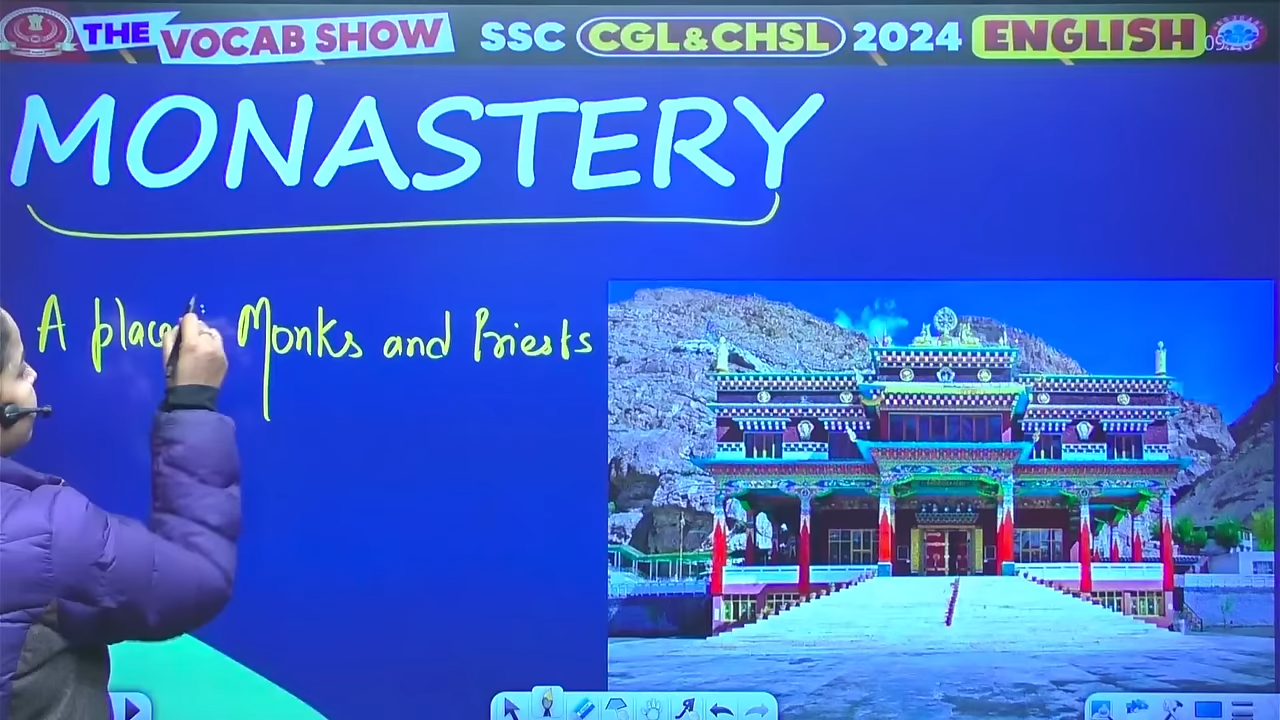 THE VOCAB SHOW SSC CGL & CHSL 2024 ENGLISH
MONASTERY
A place Monks and Priests